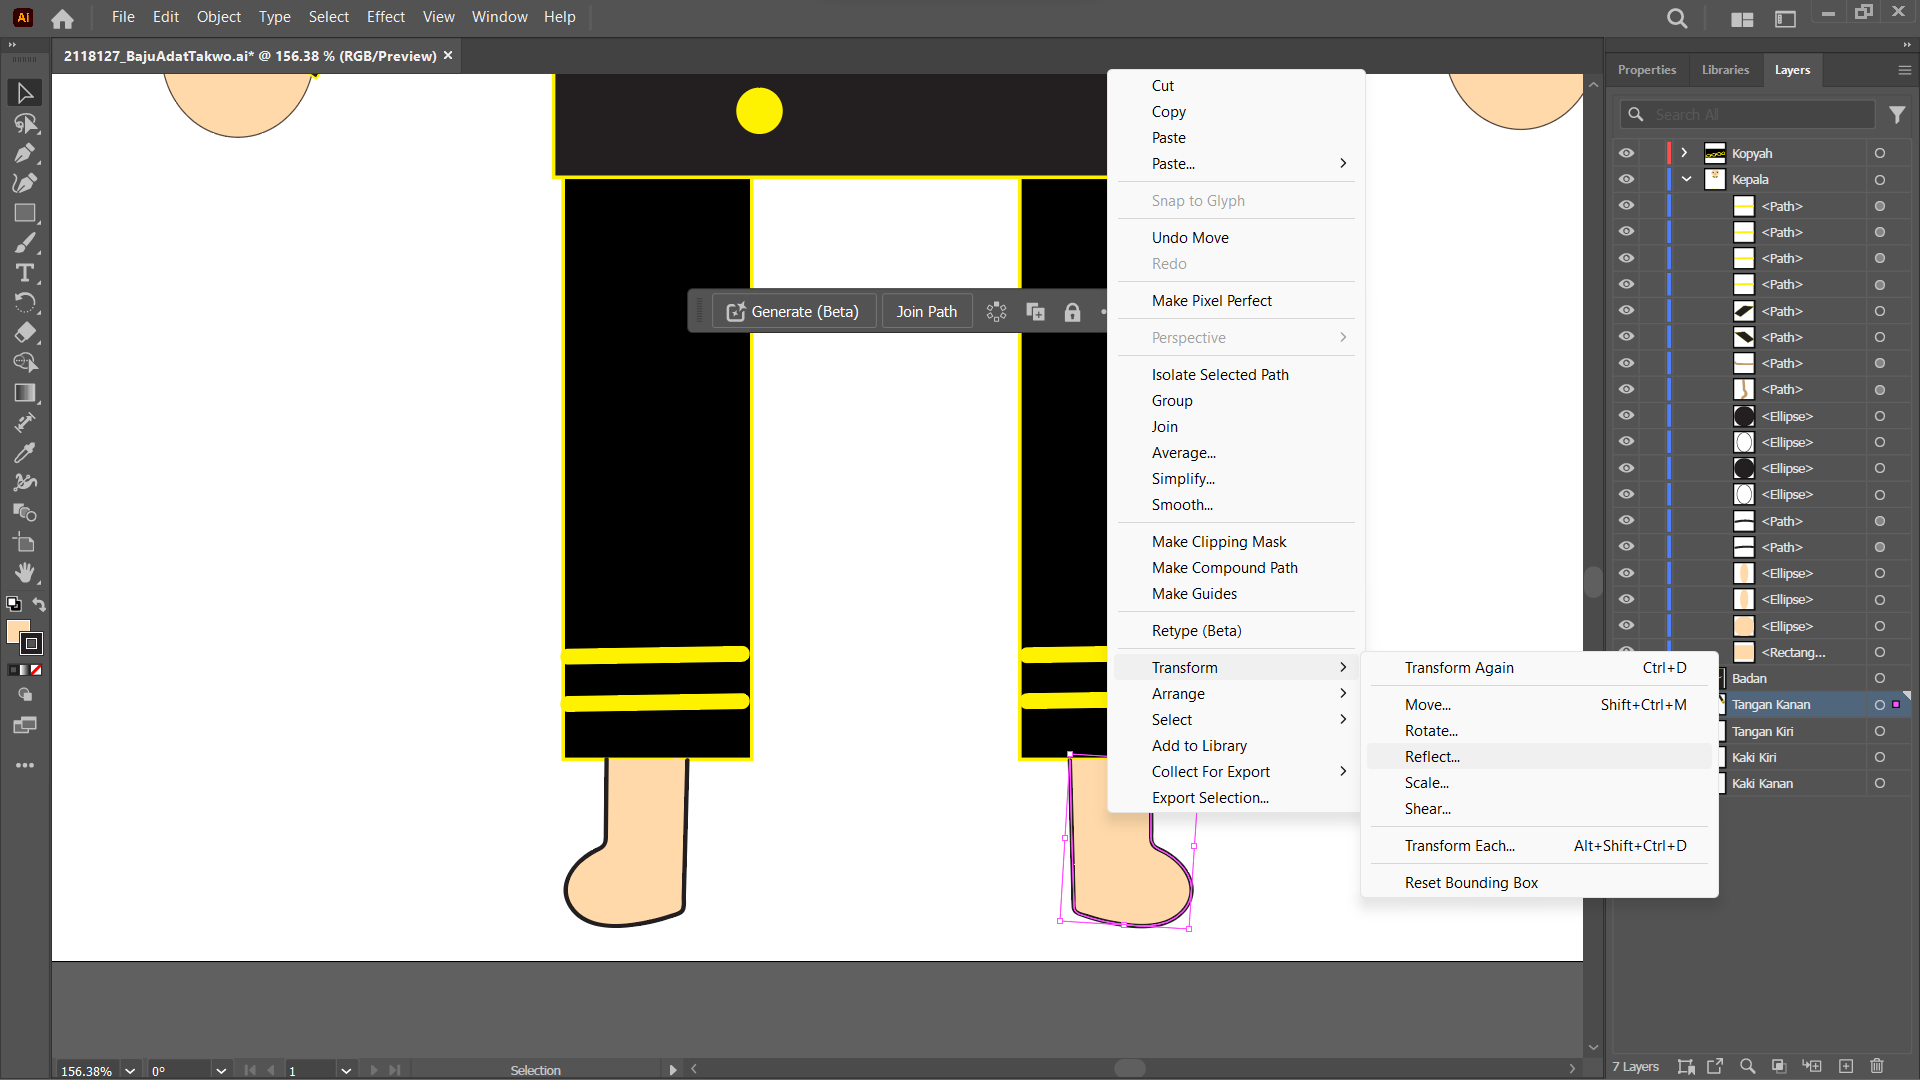 Ai File Edit Object Type Select Effect View Window Help
2118127_BajuAdatTakwo.ai* @ 156.38 % (RGB/Preview) ×
Properties Libraries Layers
Search All
Kopyah
Kepala
<Path>
<Path>
<Path>
<Path>
<Path>
<Path>
<Path>
<Path>
<Ellipse>
<Ellipse>
<Ellipse>
<Ellipse>
<Path>
<Path>
<Ellipse>
<Ellipse>
<Ellipse>
<Rectang...
Badan
Tangan Kanan
Tangan Kiri
Kaki Kiri
Kaki Kanan
Generate (Beta) Join Path
Cut
Copy
Paste
Paste...
Snap to Glyph
Undo Move
Redo
Make Pixel Perfect
Perspective
Isolate Selected Path
Group
Join
Average...
Simplify...
Smooth...
Make Clipping Mask
Make Compound Path
Make Guides
Retype (Beta)
Transform
Arrange
Select
Add to Library
Collect For Export
Export Selection...
Transform Again Ctrl+D
Move... Shift+Ctrl+M
Rotate...
Reflect...
Scale...
Shear...
Transform Each... Alt+Shift+Ctrl+D
Reset Bounding Box
156.38% 0° 1 Selection
7 Layers